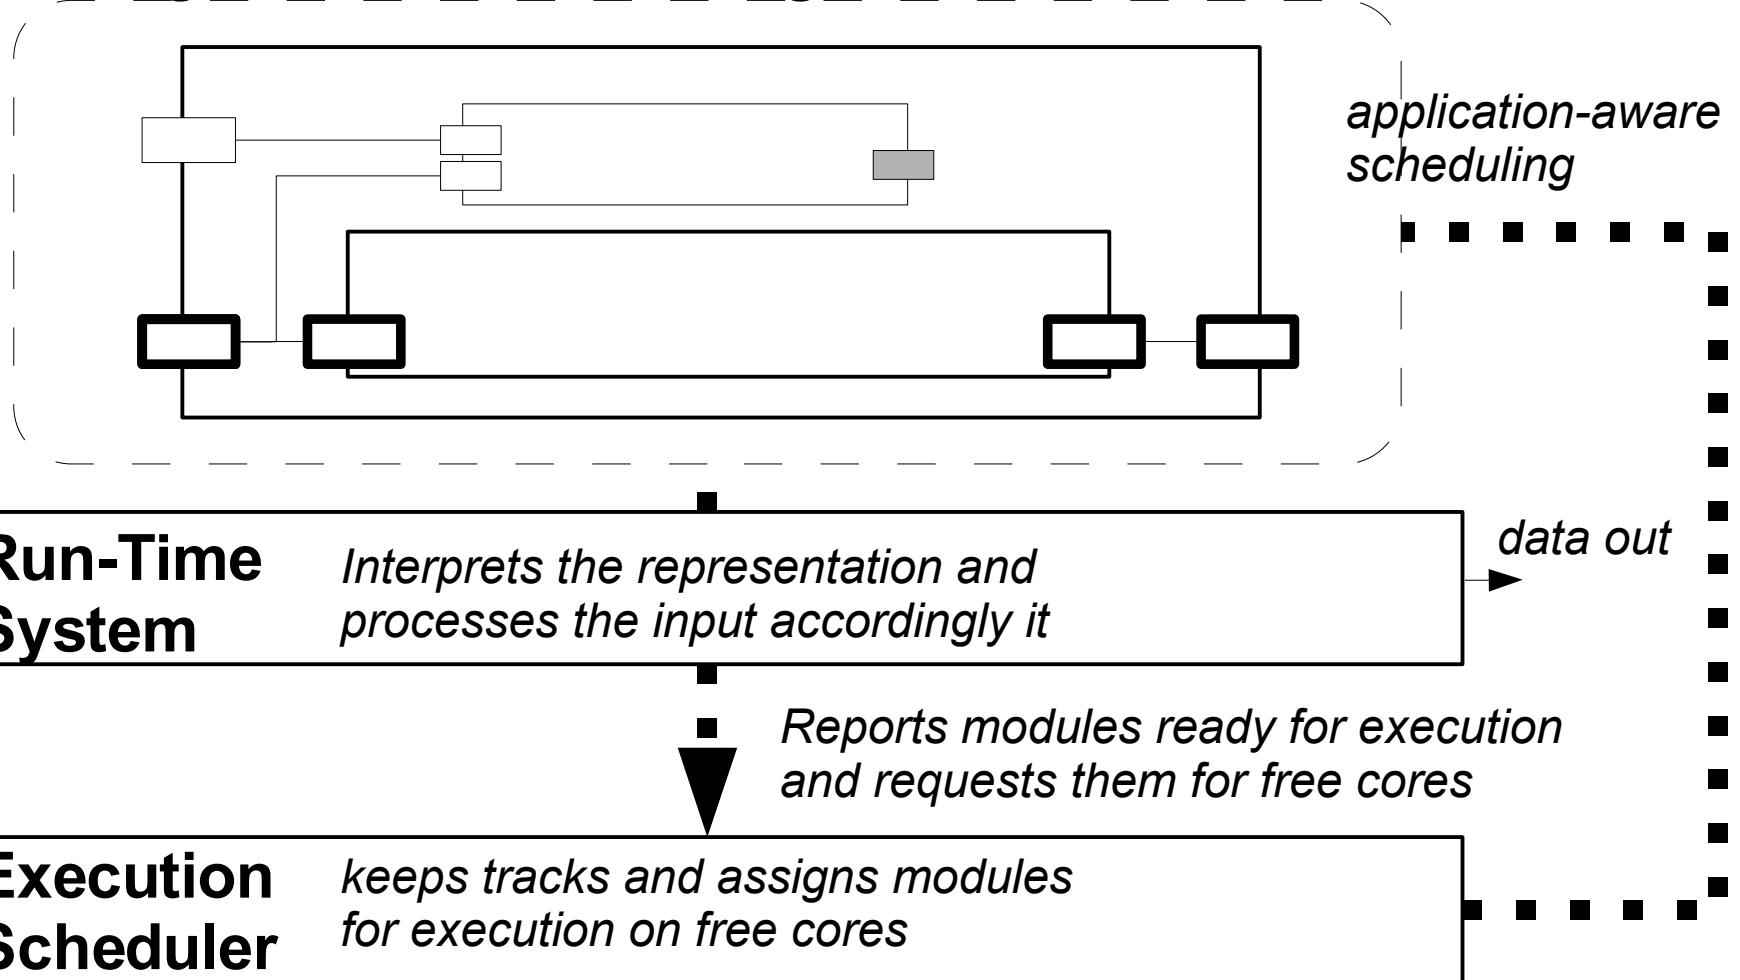 application-aware
scheduling
data out
Run-Time
System
Interprets the representation and
processes the input accordingly it
Reports modules ready for execution
and requests them for free cores
Execution
Scheduler
keeps tracks and assigns modules
for execution on free cores